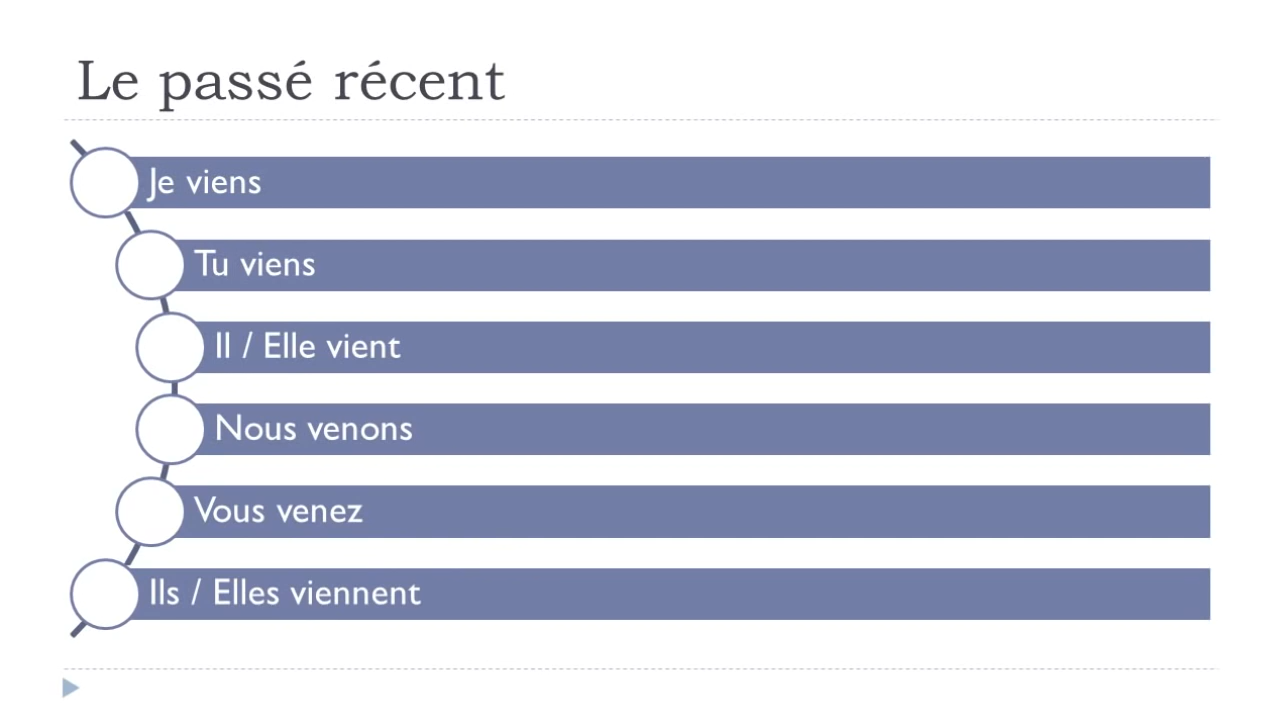 Le passé récent
Je viens
Tu viens
Il / Elle vient
Nous venons
Vous venez
Ils / Elles viennent